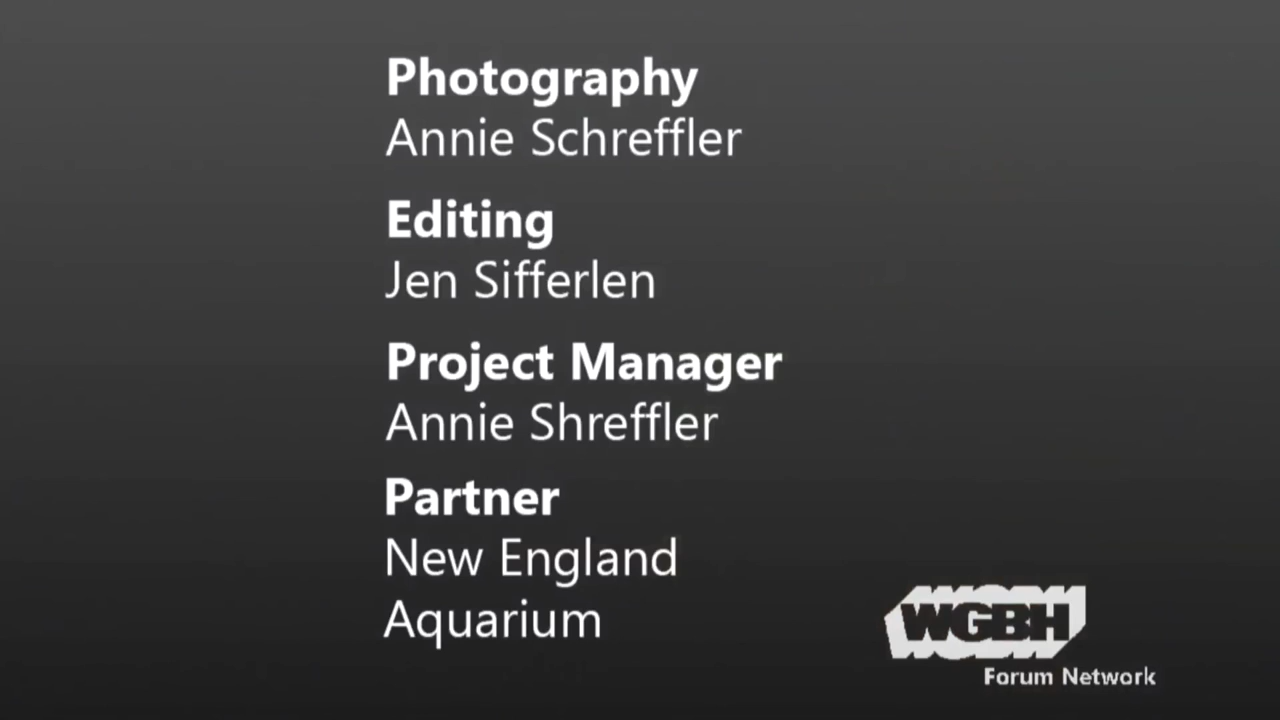 Photography
Annie Schreffler
Editing
Jen Sifferlen
Project Manager
Annie Shreffler
Partner
New England
Aquarium
WGBH
Forum Network